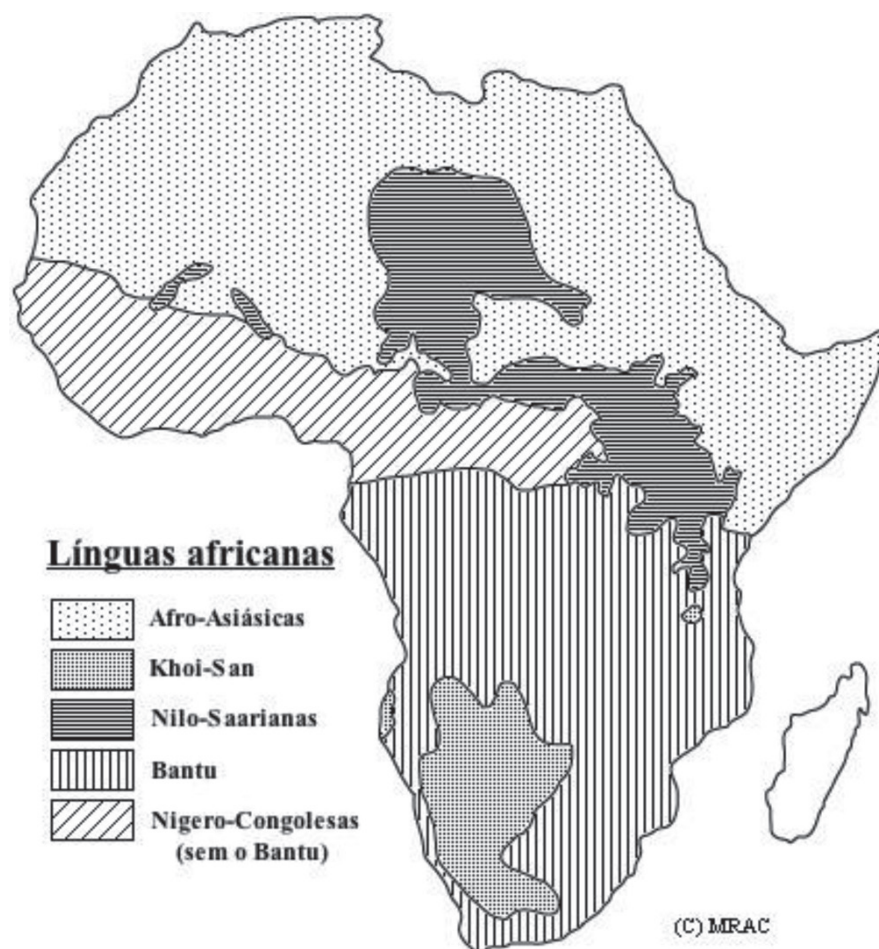 Línguas africanas
Afro-Asiásicas
Khoi-San
Nilo-Saarianas
Bantu
Nigero-Congolesas
(sem o Bantu)
(C) MRAC